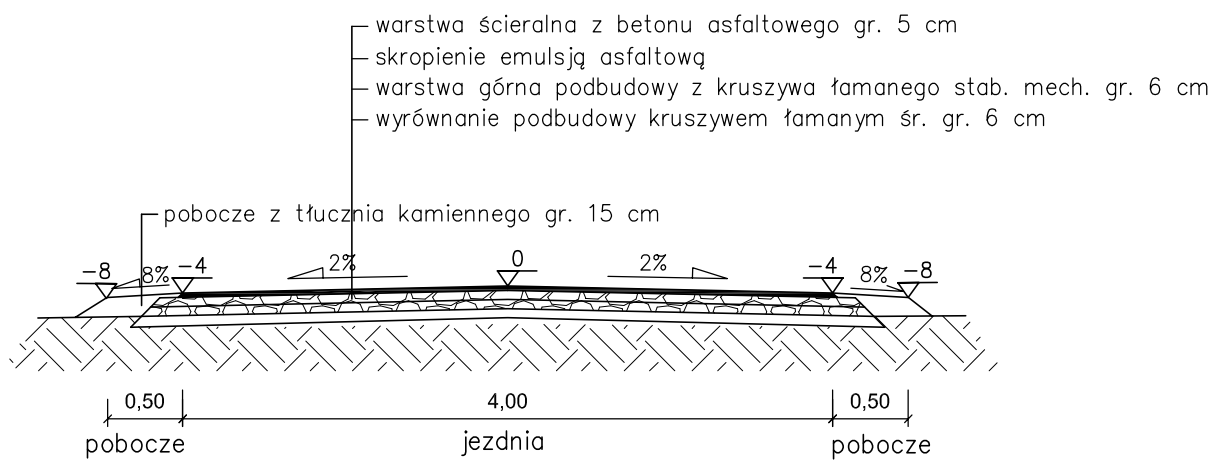 warstwa ścieralna z betonu asfaltowego gr. 5 cm
skropienie emulsją asfaltową
warstwa górna podbudowy z kruszywa łamanego stab. mech. gr. 6 cm
wyrównanie podbudowy kruszywem łamanym śr. gr. 6 cm
pobocze z tłucznia kamiennego gr. 15 cm
-8 8% -4 2% 0 2% -4 8% -8
0,50 4,00 0,50
pobocze jezdnia pobocze